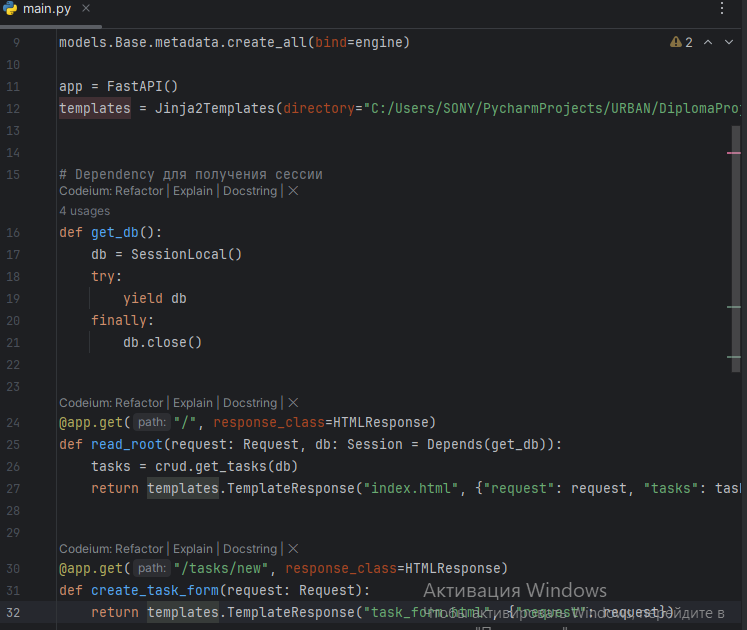 main.py
9 models.Base.metadata.create_all(bind=engine) 2
10
11 app = FastAPI()
12 templates = Jinja2Templates(directory="C:/Users/SONY/PycharmProjects/URBAN/DiplomaPro
13
14
15 # Dependency для получения сессии
Codeium: Refactor | Explain | Docstring | ✕
4 usages
16 def get_db():
17     db = SessionLocal()
18     try:
19         yield db
20     finally:
21         db.close()
22
23
Codeium: Refactor | Explain | Docstring | ✕
24 @app.get( path: "/", response_class=HTMLResponse)
25 def read_root(request: Request, db: Session = Depends(get_db)):
26     tasks = crud.get_tasks(db)
27     return templates.TemplateResponse("index.html", {"request": request, "tasks": tas
28
29
Codeium: Refactor | Explain | Docstring | ✕
30 @app.get( path: "/tasks/new", response_class=HTMLResponse)
31 def create_task_form(request: Request):
Активация Windows
32     return templates.TemplateResponse("task_form.html", {"request": request})
Чтобы активировать Windows, перейдите в